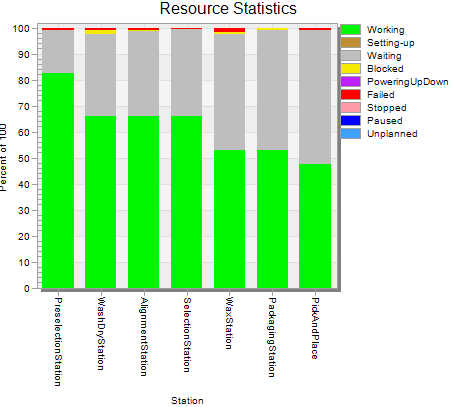 Resource Statistics
Percent of 100
100
90
80
70
60
50
40
30
20
10
0
PreselectionStation
WashDryStation
AlignmentStation
SelectionStation
WaxStation
PackagingStation
PickAndPlace
Station
Working
Setting-up
Waiting
Blocked
PoweringUpDown
Failed
Stopped
Paused
Unplanned